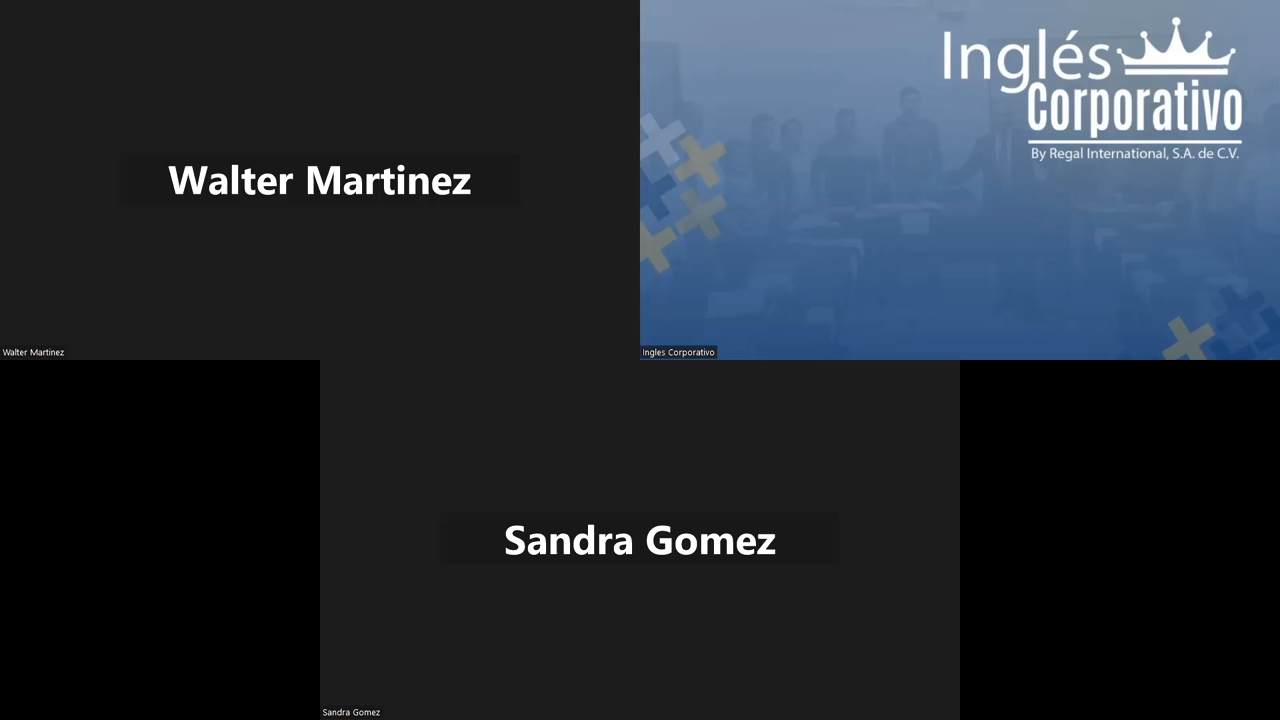 Walter Martinez
Walter Martinez
Inglés
Corporativo
By Regal International, S.A. de C.V.
Ingles Corporativo
Sandra Gomez
Sandra Gomez